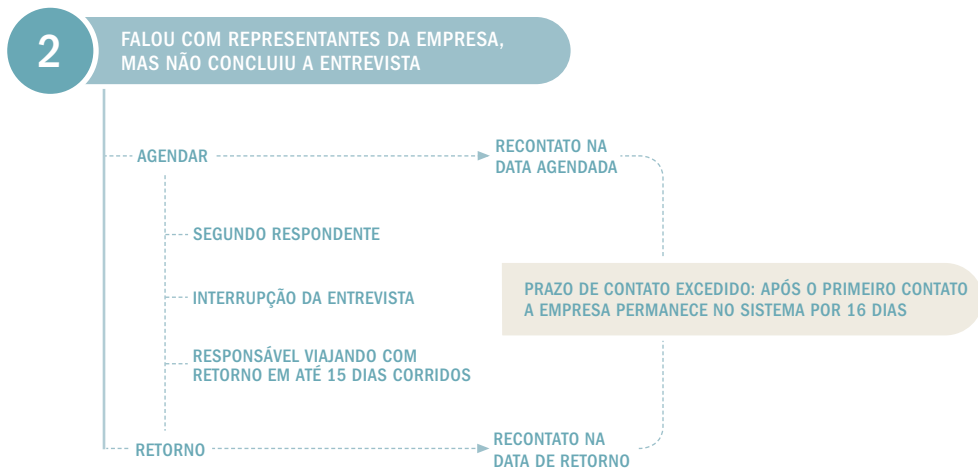 2
FALOU COM REPRESENTANTES DA EMPRESA,
MAS NÃO CONCLUIU A ENTREVISTA
AGENDAR
RECONTATO NA
DATA AGENDADA
SEGUNDO RESPONDENTE
INTERRUPÇÃO DA ENTREVISTA
PRAZO DE CONTATO EXCEDIDO: APÓS O PRIMEIRO CONTATO
A EMPRESA PERMANECE NO SISTEMA POR 16 DIAS
RESPONSÁVEL VIAJANDO COM
RETORNO EM ATÉ 15 DIAS CORRIDOS
RETORNO
RECONTATO NA
DATA DE RETORNO